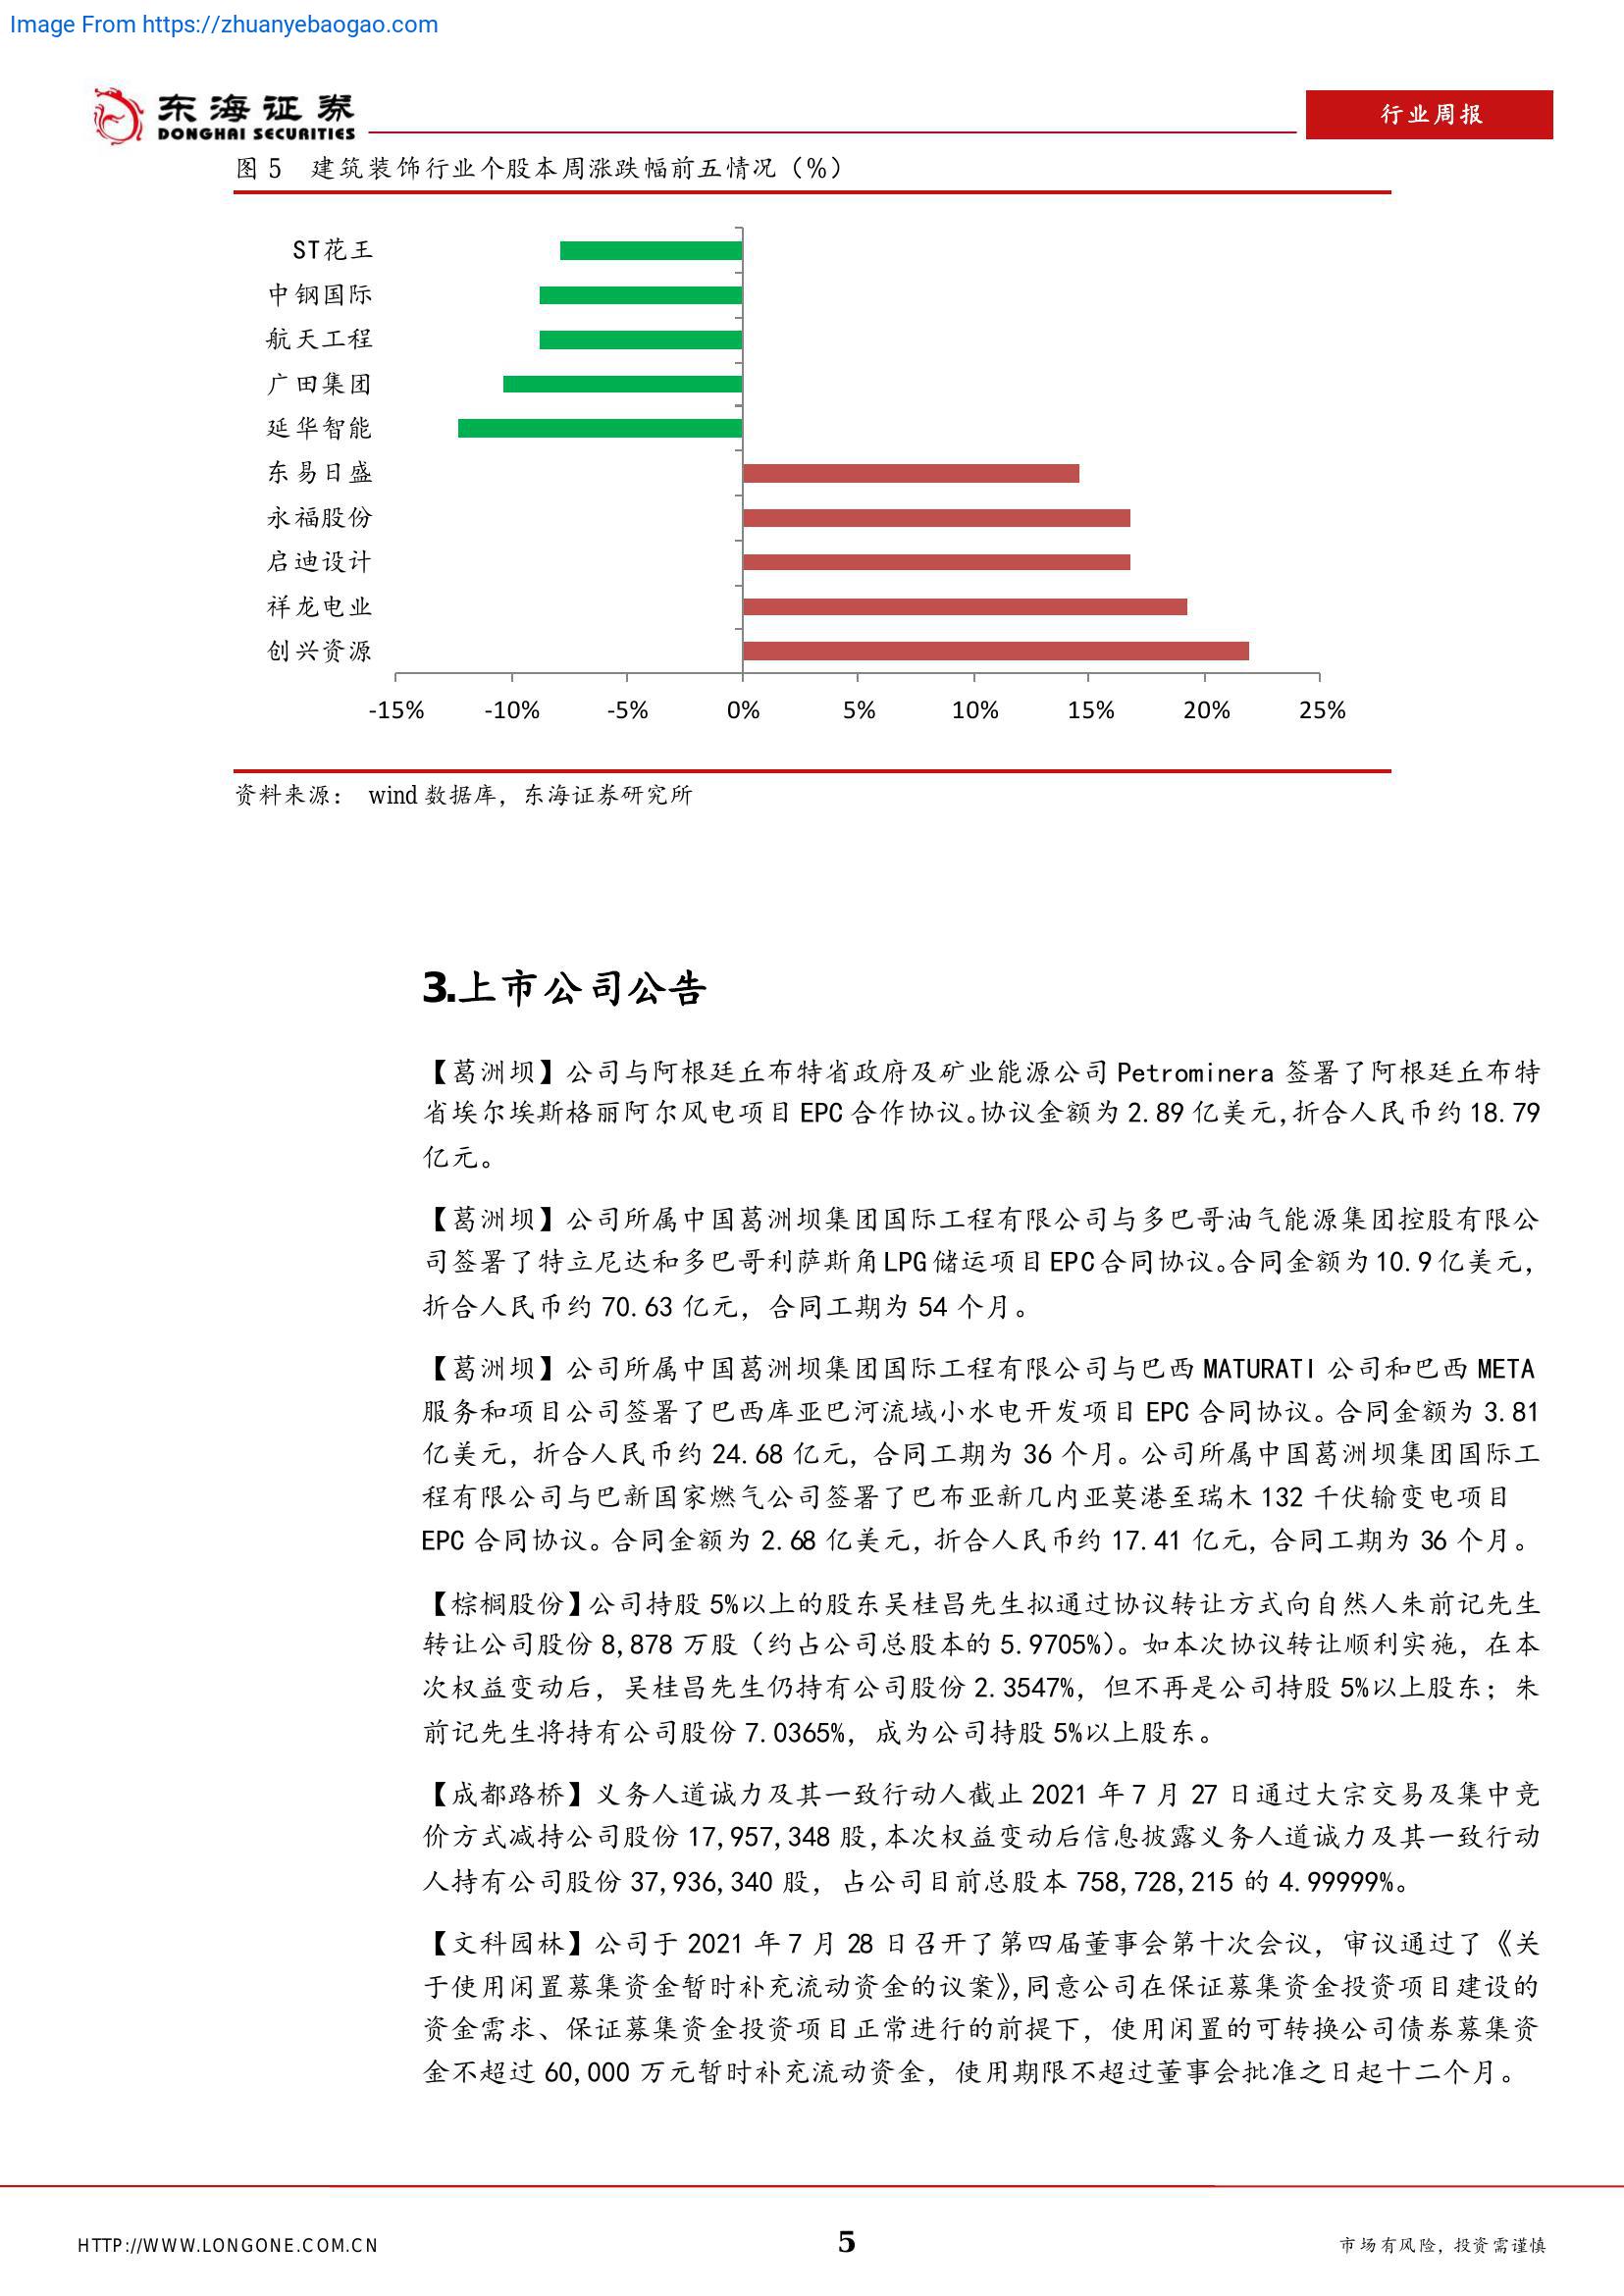 Image From https://zhuanyebaogao.com
东海证券
DONGHAI SECURITIES
行业周报
图 5 建筑装饰行业个股本周涨跌幅前五情况（%）
ST花王
中钢国际
航天工程
广田集团
延华智能
东易日盛
永福股份
启迪设计
祥龙电业
创兴资源
-15% -10% -5% 0% 5% 10% 15% 20% 25%
资料来源： wind 数据库，东海证券研究所
3.上市公司公告
【葛洲坝】公司与阿根廷丘布特省政府及矿业能源公司 Petrominera 签署了阿根廷丘布特
省埃尔埃斯格丽阿尔风电项目 EPC 合作协议。协议金额为 2.89 亿美元,折合人民币约 18.79
亿元。
【葛洲坝】公司所属中国葛洲坝集团国际工程有限公司与多巴哥油气能源集团控股有限公
司签署了特立尼达和多巴哥利萨斯角 LPG 储运项目 EPC 合同协议。合同金额为 10.9 亿美元，
折合人民币约 70.63 亿元，合同工期为 54 个月。
【葛洲坝】公司所属中国葛洲坝集团国际工程有限公司与巴西 MATURATI 公司和巴西 META
服务和项目公司签署了巴西库亚巴河流域小水电开发项目 EPC 合同协议。合同金额为 3.81
亿美元，折合人民币约 24.68 亿元，合同工期为 36 个月。公司所属中国葛洲坝集团国际工
程有限公司与巴新国家燃气公司签署了巴布亚新几内亚莫港至瑞木 132 千伏输变电项目
EPC 合同协议。合同金额为 2.68 亿美元，折合人民币约 17.41 亿元，合同工期为 36 个月。
【棕榈股份】公司持股 5%以上的股东吴桂昌先生拟通过协议转让方式向自然人朱前记先生
转让公司股份 8,878 万股（约占公司总股本的 5.9705%）。如本次协议转让顺利实施，在本
次权益变动后，吴桂昌先生仍持有公司股份 2.3547%，但不再是公司持股 5%以上股东；朱
前记先生将持有公司股份 7.0365%，成为公司持股 5%以上股东。
【成都路桥】义务人道诚力及其一致行动人截止 2021 年 7 月 27 日通过大宗交易及集中竞
价方式减持公司股份 17,957,348 股,本次权益变动后信息披露义务人道诚力及其一致行动
人持有公司股份 37,936,340 股，占公司目前总股本 758,728,215 的 4.99999%。
【文科园林】公司于 2021 年 7 月 28 日召开了第四届董事会第十次会议，审议通过了《关
于使用闲置募集资金暂时补充流动资金的议案》,同意公司在保证募集资金投资项目建设的
资金需求、保证募集资金投资项目正常进行的前提下，使用闲置的可转换公司债券募集资
金不超过 60,000 万元暂时补充流动资金，使用期限不超过董事会批准之日起十二个月。
HTTP://WWW.LONGONE.COM.CN
5
市场有风险，投资需谨慎